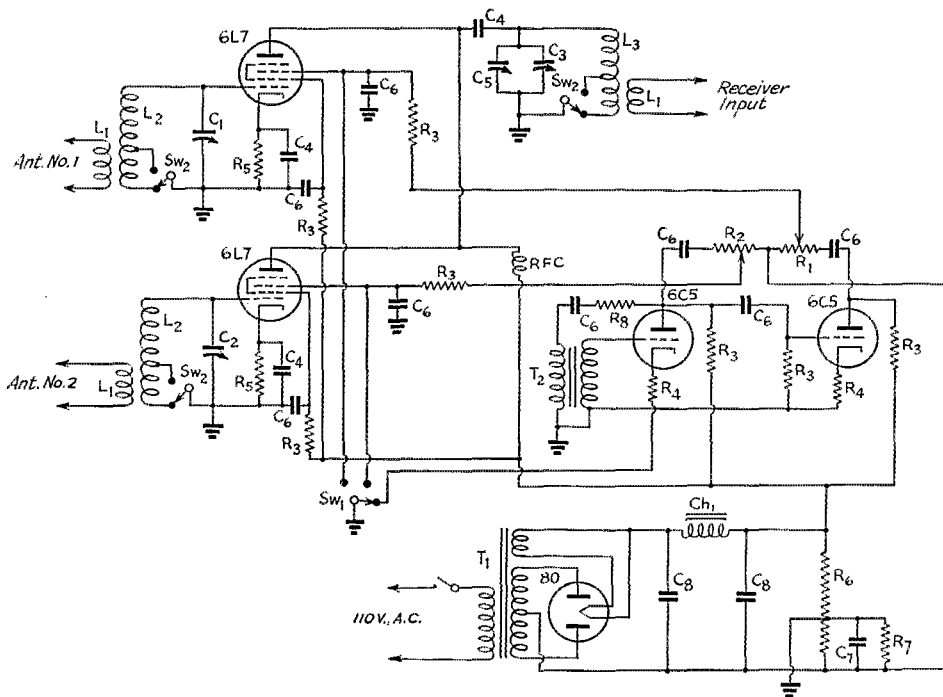 6L7
C4
L3
C5
C3
Sw2
L1
Receiver
Input
C6
R3
L1
L2
Ant. No. 1
C1
Sw2
R5
C4
C6
R3
6L7
RFC
R3
C6
C6
R2
R1
C6
L2
L1
Ant. No. 2
C2
Sw2
R5
C4
C6
R3
6C5
C6
R8
C6
6C5
T2
R4
R3
R3
R4
R3
Sw1
Ch1
T1
80
110 V., A.C.
C8
C8
R6
C7
R7